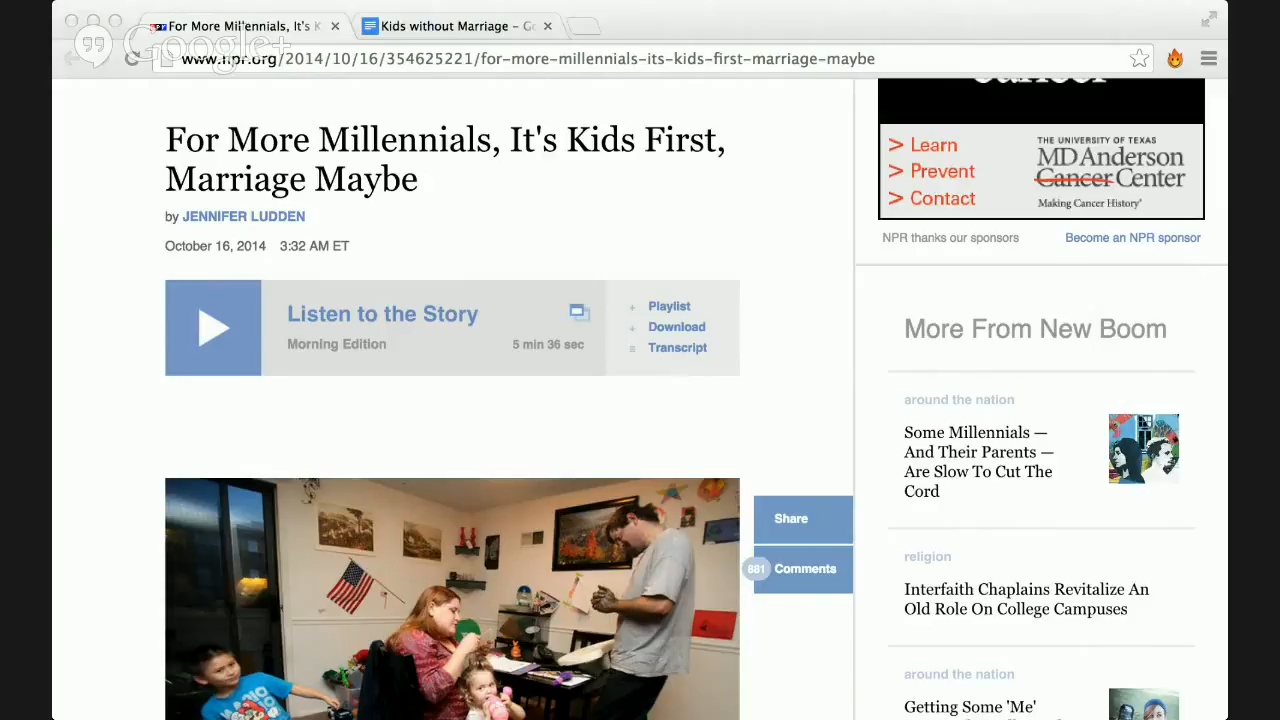 For More Millennials, It's K
Kids without Marriage – Go
Google+
www.npr.org/2014/10/16/354625221/for-more-millennials-its-kids-first-marriage-maybe
cancer
For More Millennials, It's Kids First,
Marriage Maybe
by JENNIFER LUDDEN
October 16, 2014 3:32 AM ET
Listen to the Story
Morning Edition
5 min 36 sec
Playlist
Download
Transcript
Share
881 Comments
> Learn
> Prevent
> Contact
THE UNIVERSITY OF TEXAS
MD Anderson
Cancer Center
Making Cancer History®
NPR thanks our sponsors
Become an NPR sponsor
More From New Boom
around the nation
Some Millennials —
And Their Parents —
Are Slow To Cut The
Cord
religion
Interfaith Chaplains Revitalize An
Old Role On College Campuses
around the nation
Getting Some 'Me'